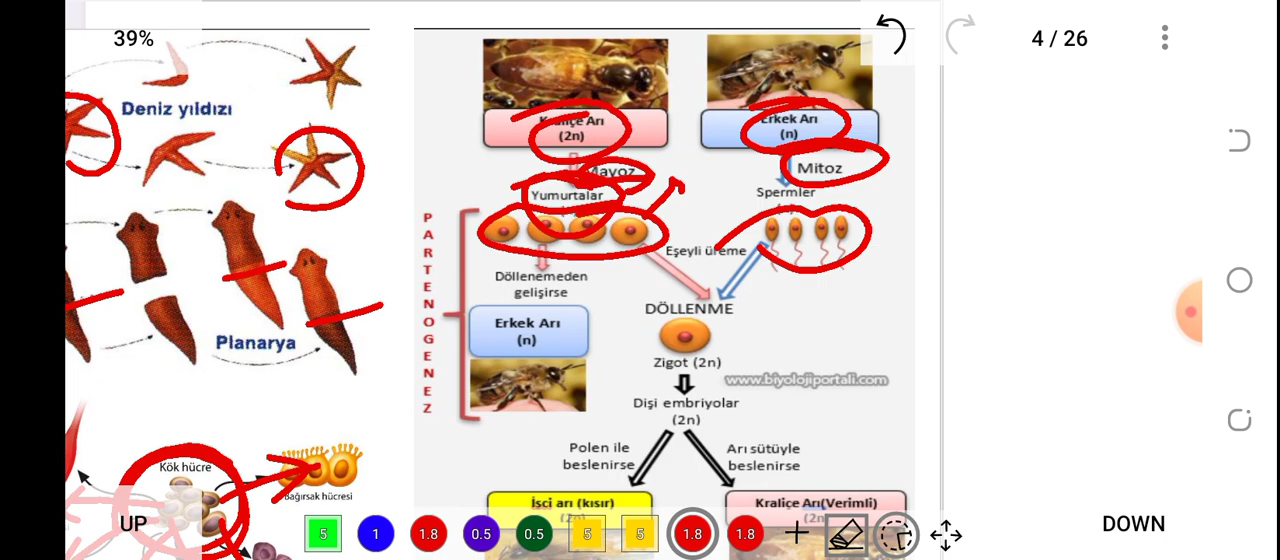 39%
4 / 26
Deniz yıldızı
Kraliçe Arı
(2n)
Erkek Arı
(n)
Mayoz
Mitoz
Yumurtalar
Spermler
PARTENOGENEZ
Eşeyli üreme
Döllenemeden
gelişirse
DÖLLENME
Erkek Arı
(n)
Planarya
Zigot (2n)
www.biyolojiportali.com
Dişi embriyolar
(2n)
Polen ile
beslenirse
Arı sütüyle
beslenirse
Kök hücre
Bağırsak hücresi
İşçi arı (kısır)
(2n)
Kraliçe Arı(Verimli)
(2n)
UP
5
1
1.8
0.5
0.5
5
5
1.8
1.8
DOWN